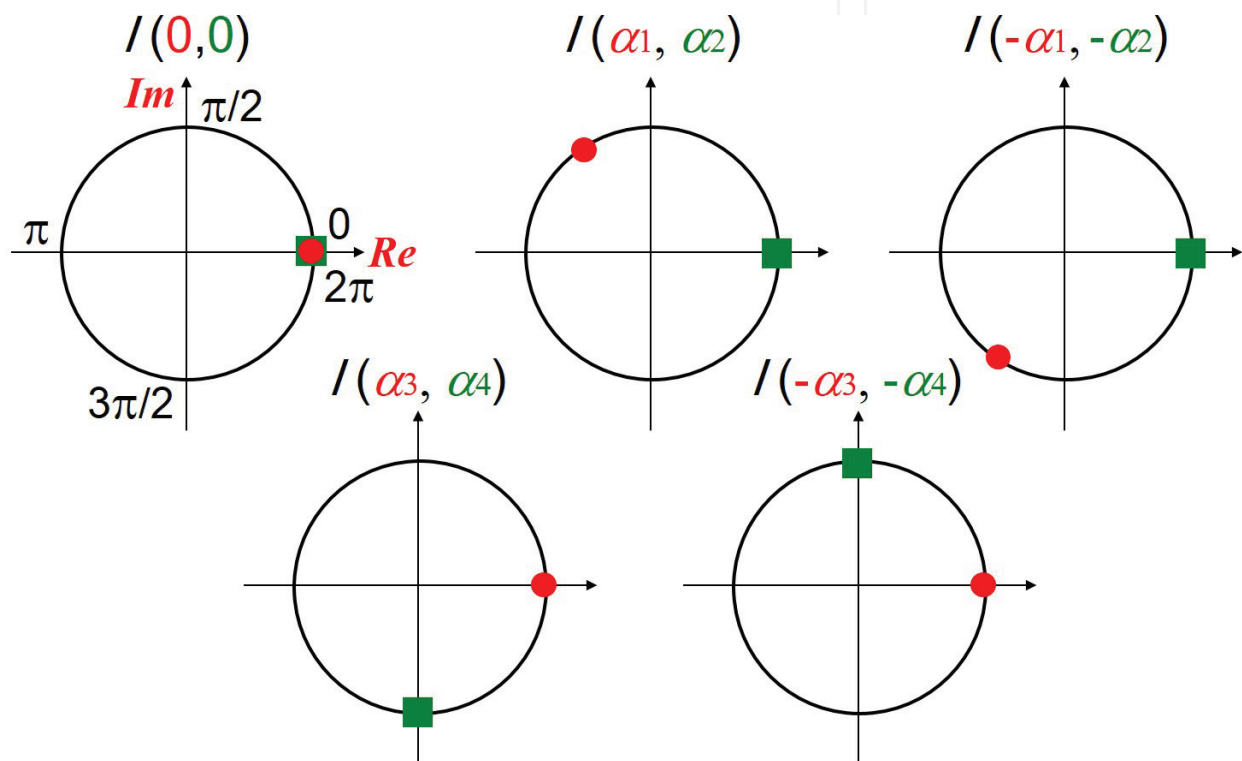 I(0,0)
I(α1, α2)
I(-α1, -α2)
Im
π/2
π
0
Re
2π
3π/2
I(α3, α4)
I(-α3, -α4)